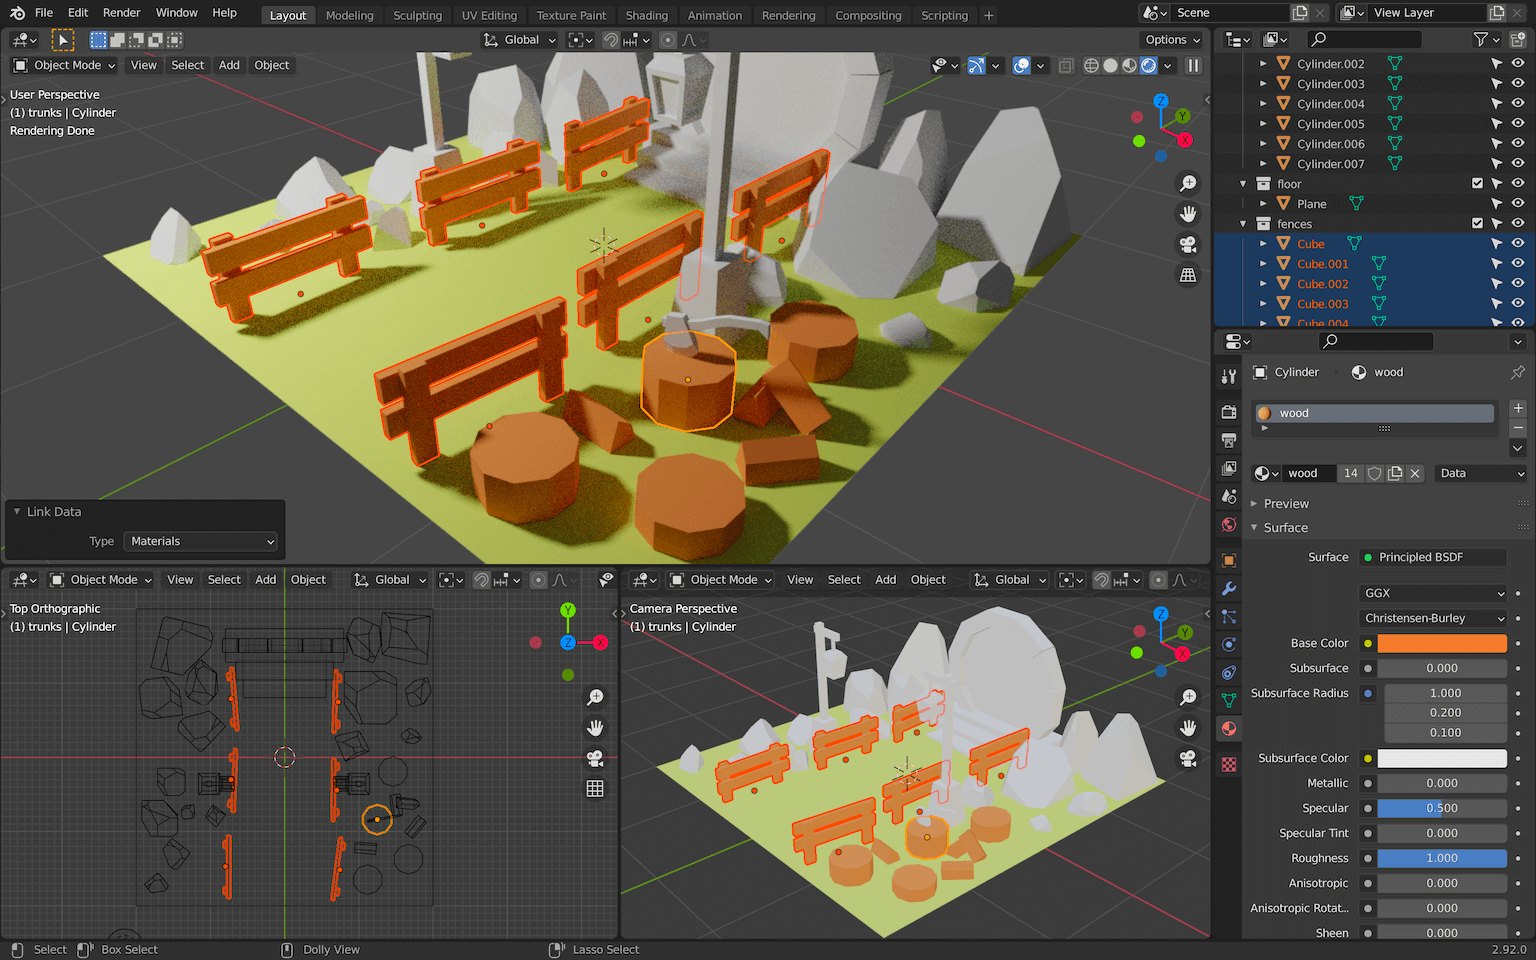 File Edit Render Window Help Layout Modeling Sculpting UV Editing Texture Paint Shading Animation Rendering Compositing Scripting + Scene View Layer
Global Options
Object Mode View Select Add Object
User Perspective
(1) trunks | Cylinder
Rendering Done
Z
Y
X
Link Data
Type Materials
Cylinder.002
Cylinder.003
Cylinder.004
Cylinder.005
Cylinder.006
Cylinder.007
floor
Plane
fences
Cube
Cube.001
Cube.002
Cube.003
Cube.004
Cylinder wood
wood
wood 14 Data
Preview
Surface
Surface Principled BSDF
GGX
Christensen-Burley
Base Color
Subsurface 0.000
Subsurface Radius 1.000
0.200
0.100
Subsurface Color
Metallic 0.000
Specular 0.500
Specular Tint 0.000
Roughness 1.000
Anisotropic 0.000
Anisotropic Rotat... 0.000
Sheen 0.000
Object Mode View Select Add Object Global
Top Orthographic
(1) trunks | Cylinder
Y
Z X
Object Mode View Select Add Object Global
Camera Perspective
(1) trunks | Cylinder
Z
Y
X
Select Box Select Dolly View Lasso Select 2.92.0